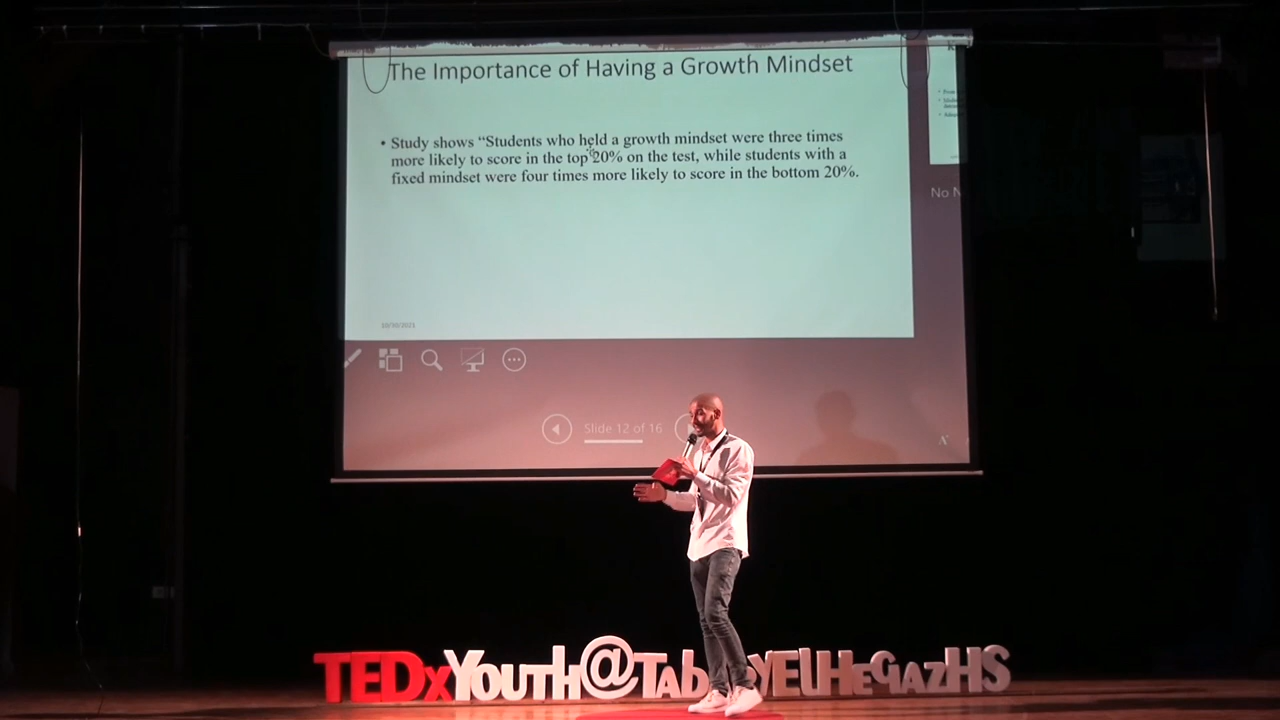 The Importance of Having a Growth Mindset
• Study shows “Students who held a growth mindset were three times
more likely to score in the top 20% on the test, while students with a
fixed mindset were four times more likely to score in the bottom 20%.
No N
Slide 12 of 16
TEDxYouth@Tab YElHeGazHS